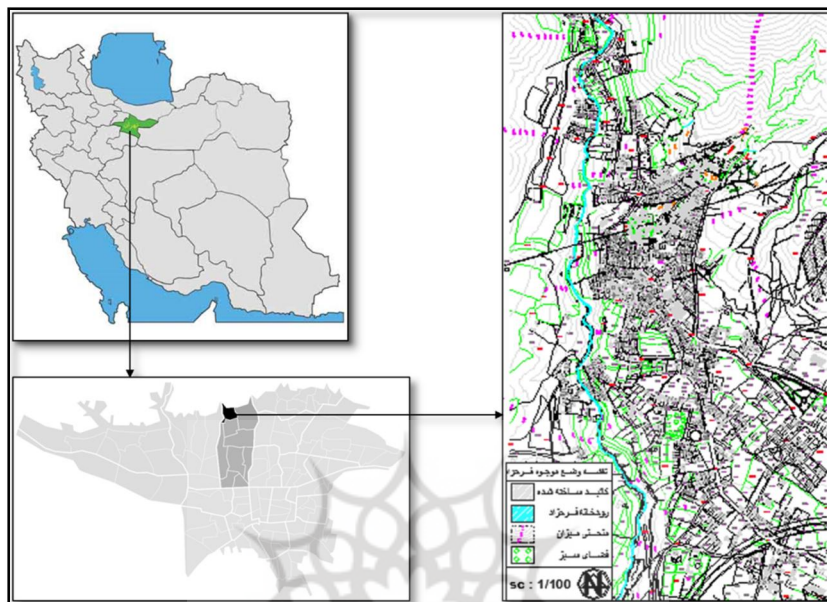 نقشه وضع موجود فرحزاد
کالبد ساخته شده
رودخانه فرحزاد
منحنی میزان
فضای سبز
sc : 1/100 N